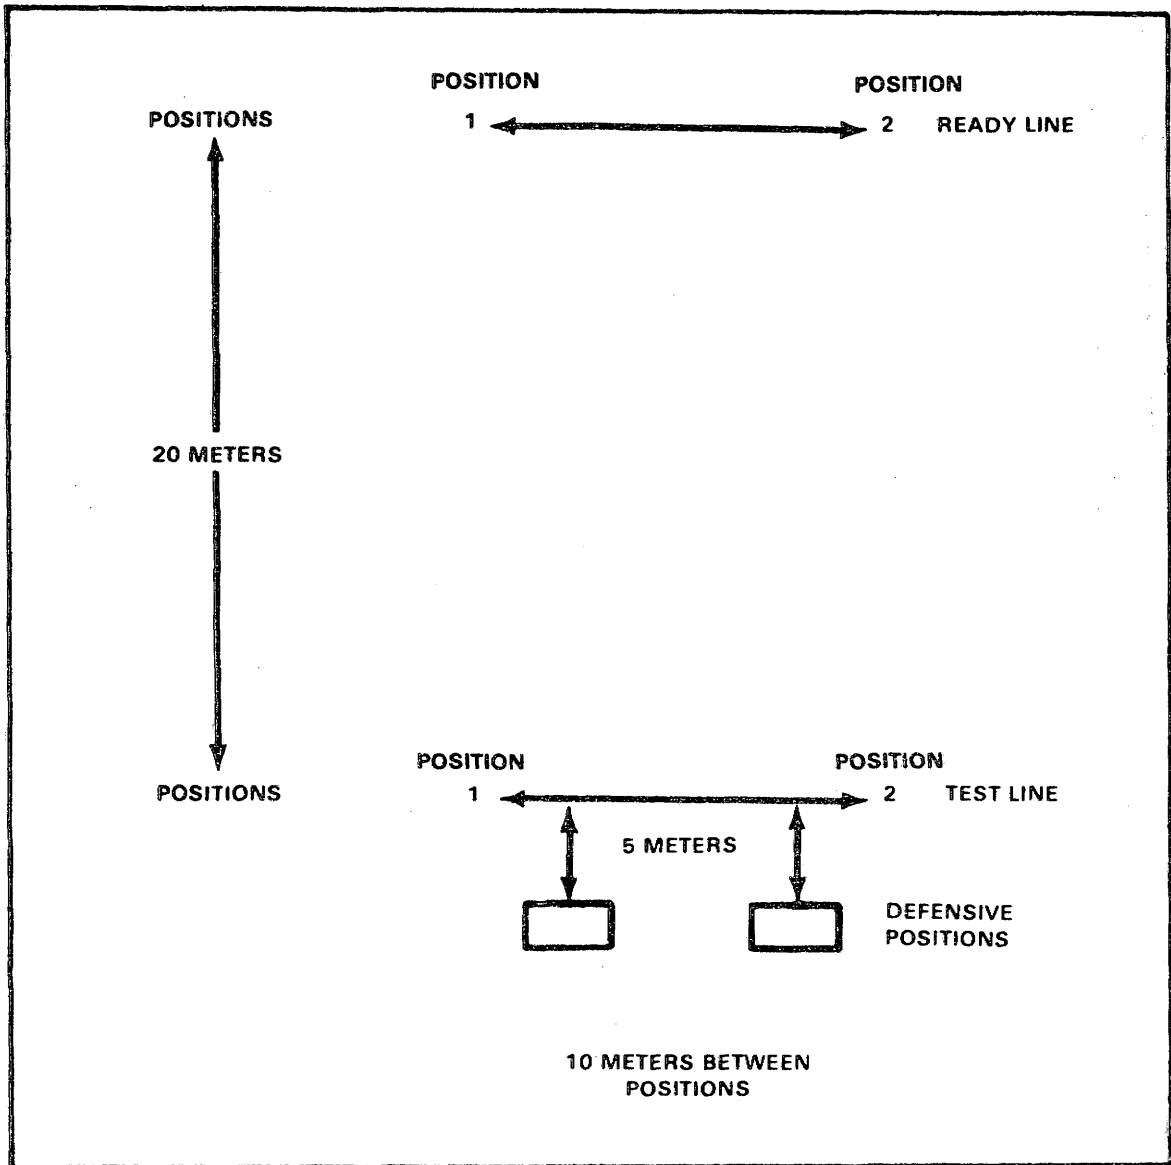 POSITION
POSITION
POSITIONS
1
2 READY LINE
20 METERS
POSITION
POSITION
POSITIONS
1
2 TEST LINE
5 METERS
DEFENSIVE
POSITIONS
10 METERS BETWEEN
POSITIONS